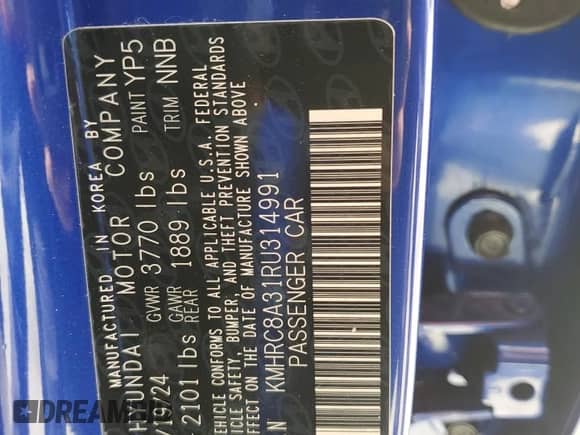 MANUFACTURED IN KOREA BY
HYUNDAI MOTOR COMPANY
/19/24 GVWR 3770 lbs PAINT YP5
2101 lbs GAWR REAR 1889 lbs TRIM NNB
VEHICLE CONFORMS TO ALL APPLICABLE U.S.A. FEDERAL
VEHICLE SAFETY, BUMPER, AND THEFT PREVENTION STANDARDS
EFFECT ON THE DATE OF MANUFACTURE SHOWN ABOVE
KMHRC8A31RU314991
PASSENGER CAR